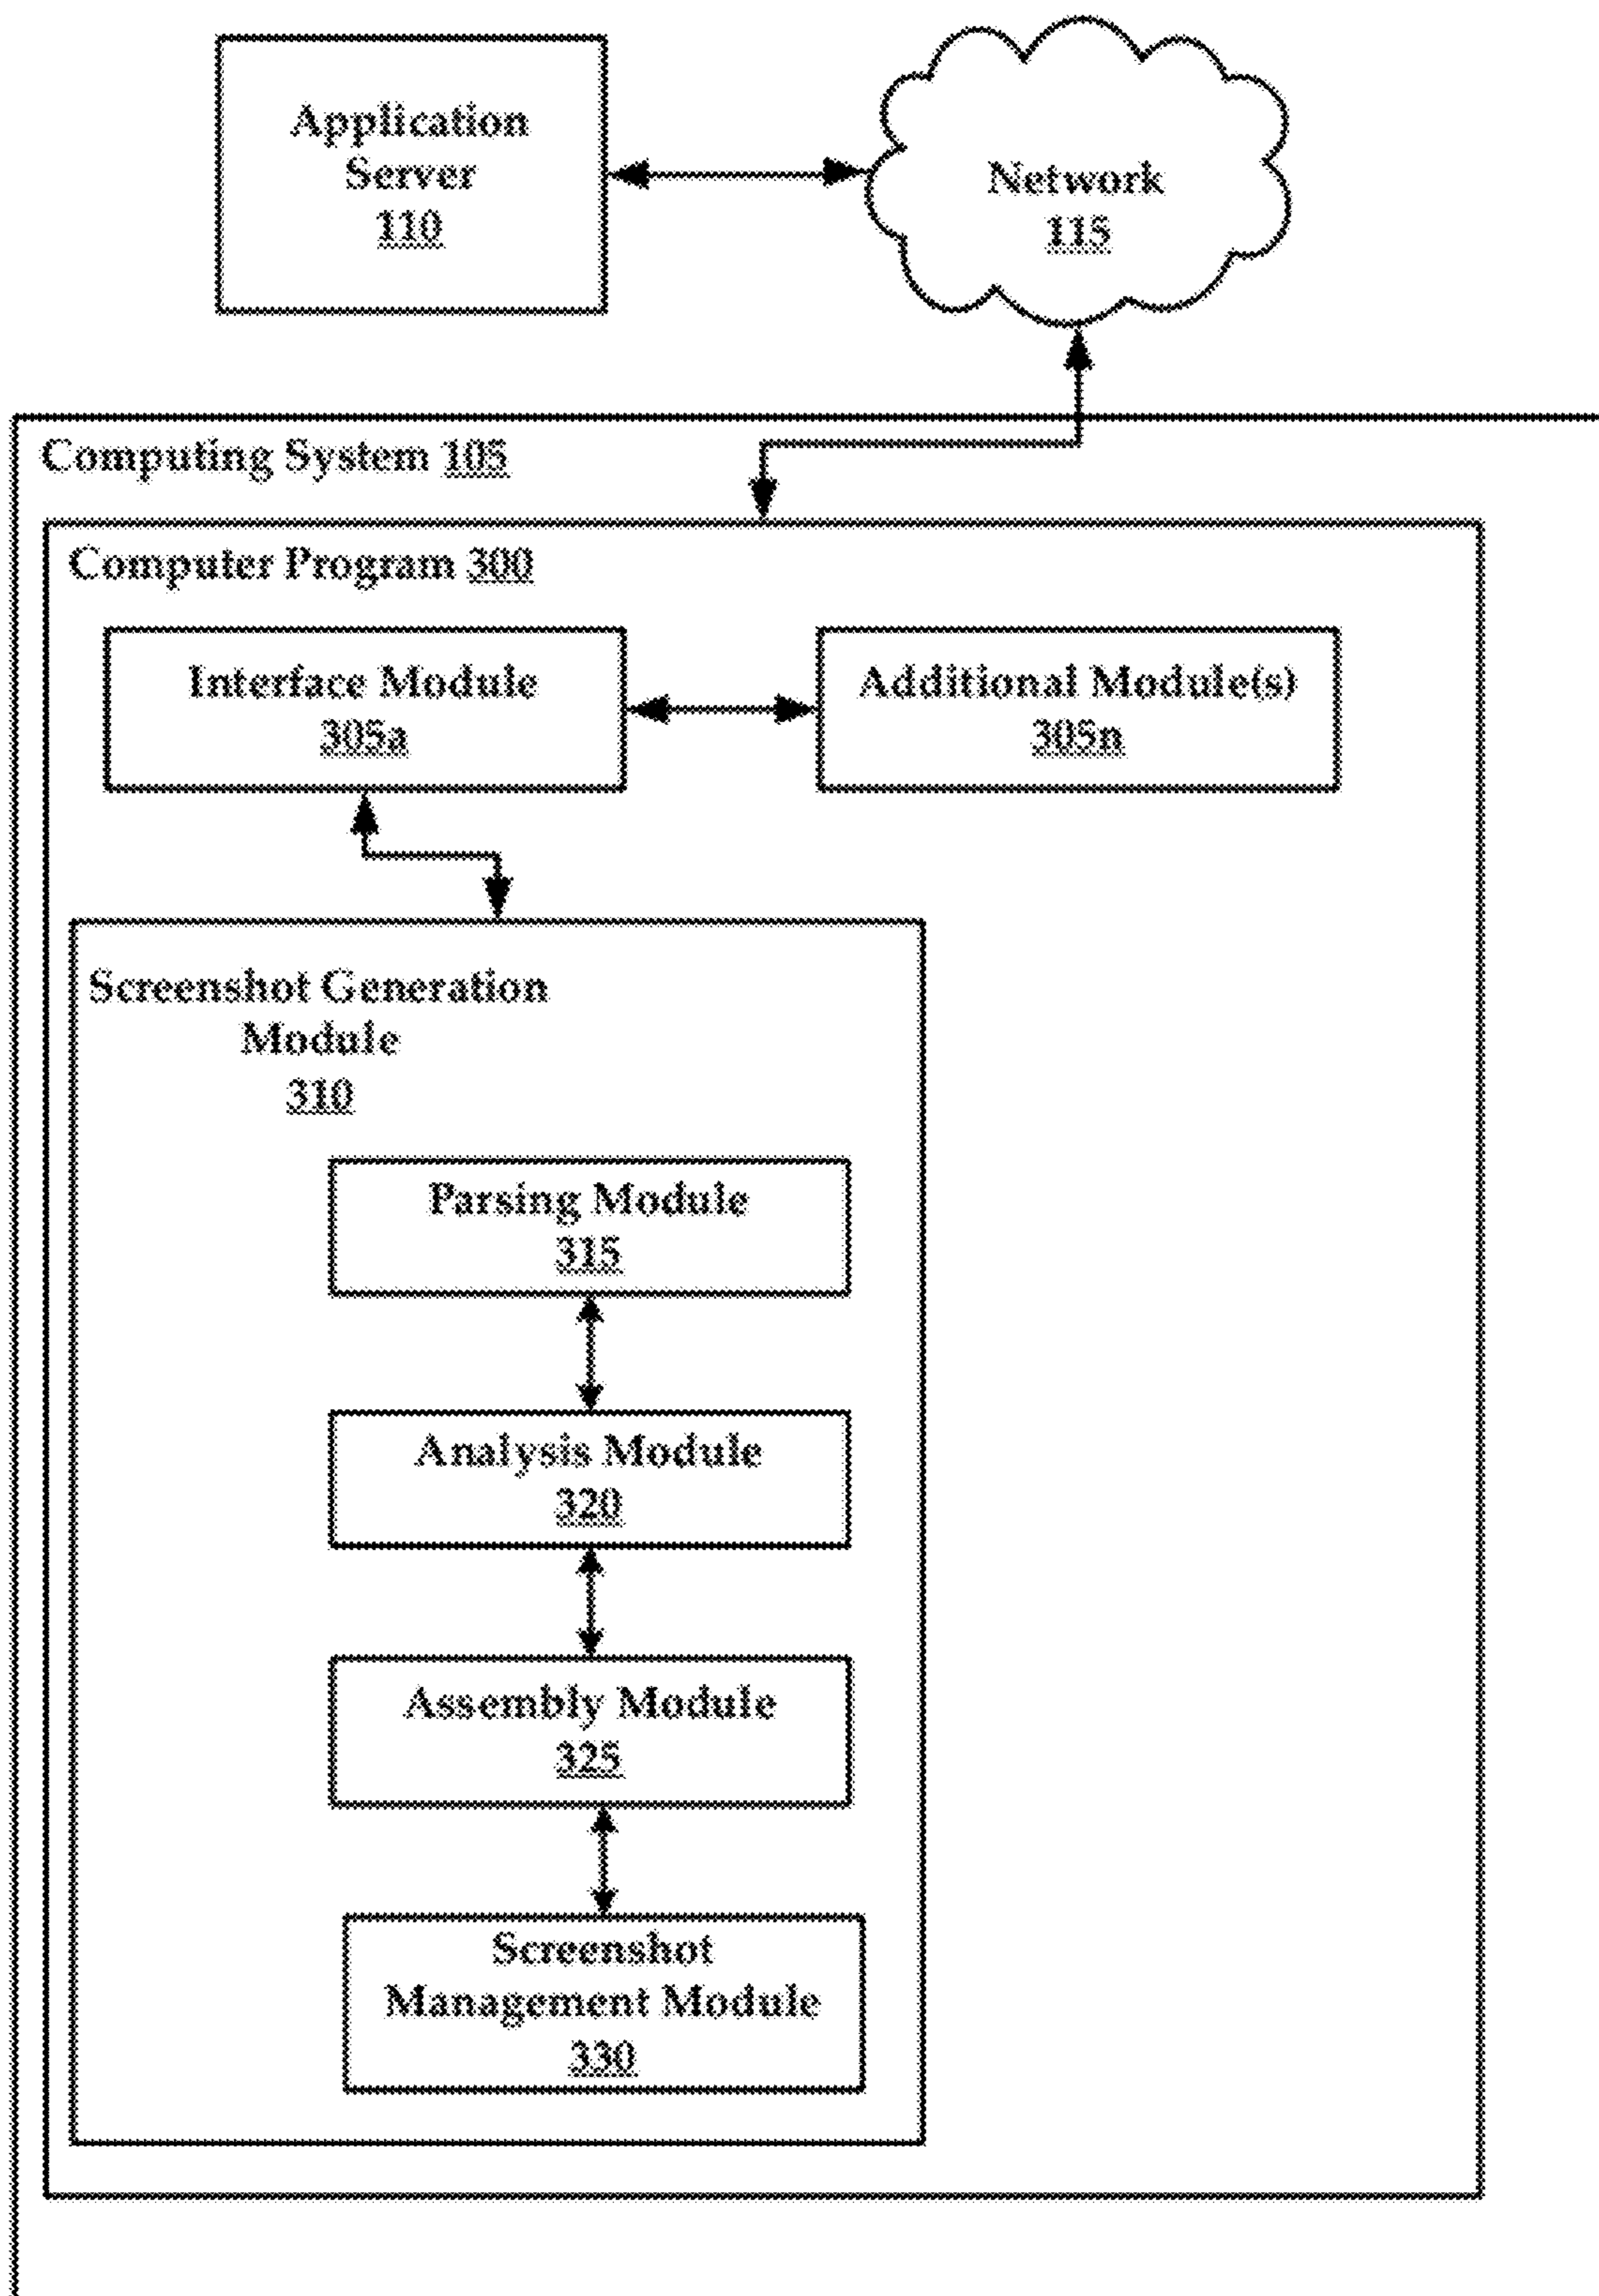 Application
Server
110
Network
115
Computing System 105
Computer Program 300
Interface Module
305a
Additional Module(s)
305n
Screenshot Generation
Module
310
Parsing Module
315
Analysis Module
320
Assembly Module
325
Screenshot
Management Module
330